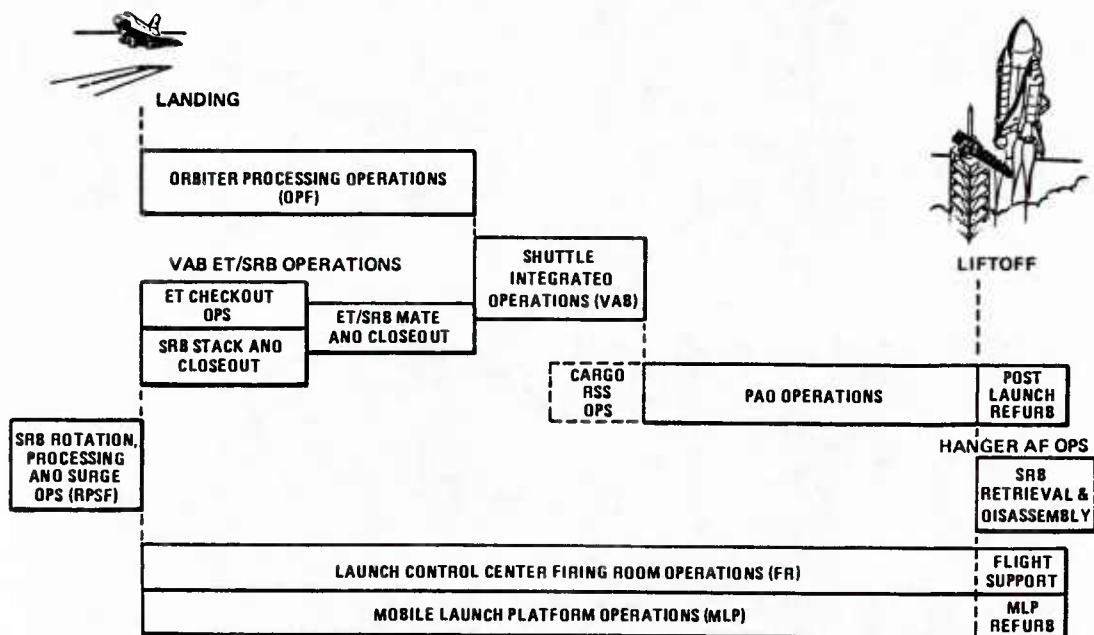 LANDING
ORBITER PROCESSING OPERATIONS
(OPF)
VAB ET/SRB OPERATIONS
ET CHECKOUT
OPS
SRB STACK AND
CLOSEOUT
ET/SRB MATE
AND CLOSEOUT
SHUTTLE
INTEGRATED
OPERATIONS (VAB)
LIFTOFF
CARGO
RSS
OPS
PAO OPERATIONS
POST
LAUNCH
REFURB
SRB ROTATION,
PROCESSING
AND SURGE
OPS (RPSF)
HANGER AF OPS
SRB
RETRIEVAL &
DISASSEMBLY
LAUNCH CONTROL CENTER FIRING ROOM OPERATIONS (FR)
FLIGHT
SUPPORT
MOBILE LAUNCH PLATFORM OPERATIONS (MLP)
MLP
REFURB